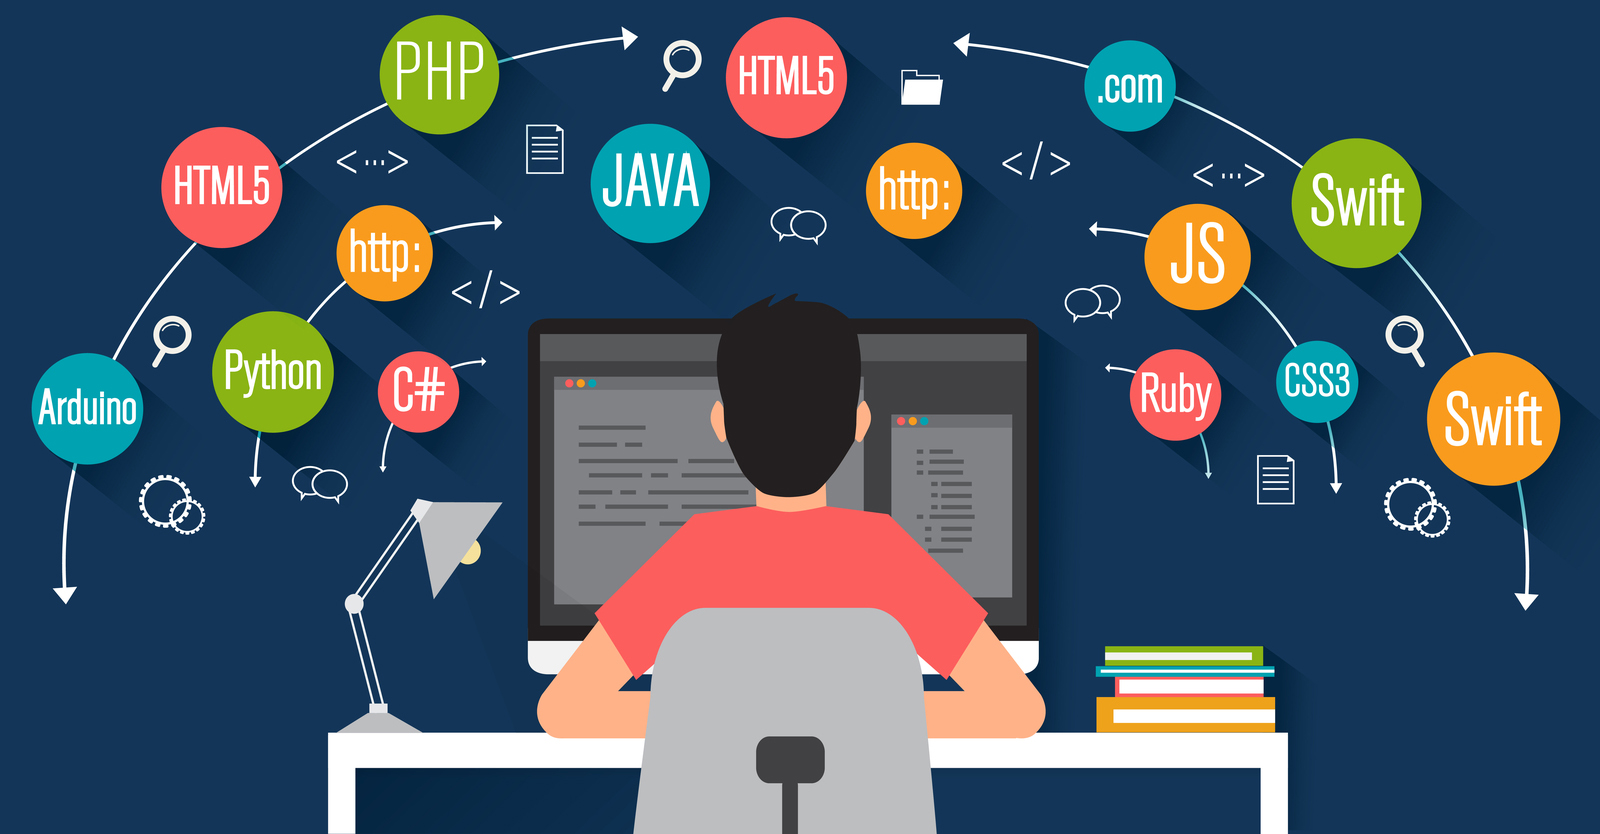 PHP
HTML5
.com
HTML5
JAVA
http:
Swift
http:
JS
Python
C#
Ruby
CSS3
Arduino
Swift
<...>
</>
<...>
</>